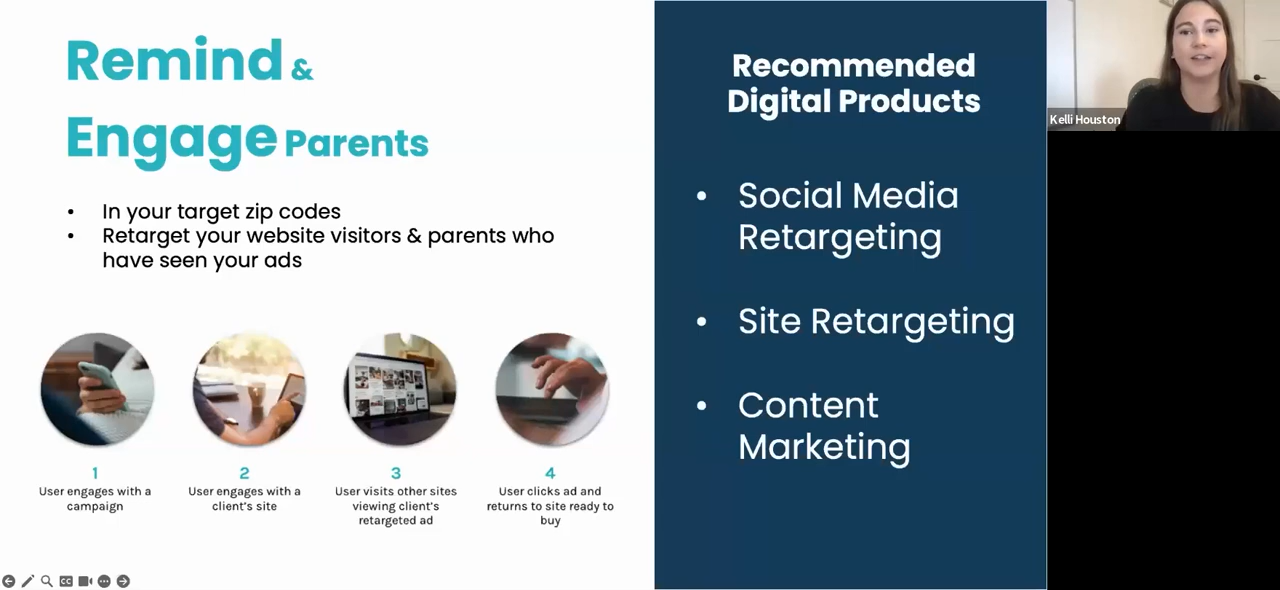 Remind &
Engage Parents
• In your target zip codes
• Retarget your website visitors & parents who
have seen your ads
1
User engages with a
campaign
2
User engages with a
client's site
3
User visits other sites
viewing client's
retargeted ad
4
User clicks ad and
returns to site ready to
buy
Recommended
Digital Products
• Social Media
Retargeting
• Site Retargeting
• Content
Marketing
Kelli Houston
CC